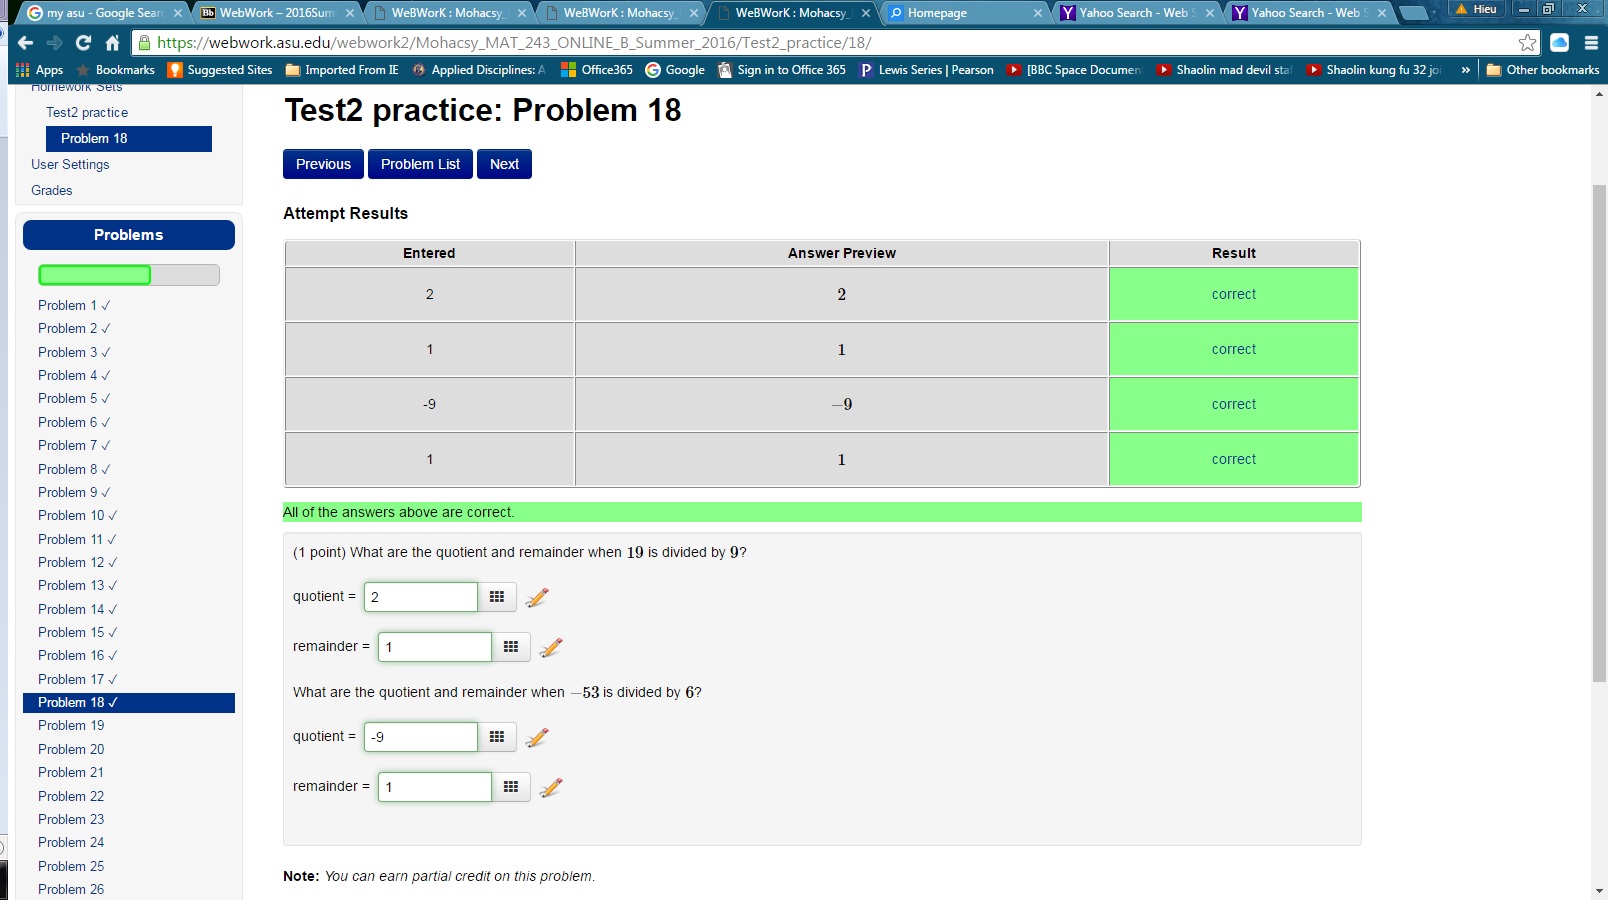 my asu - Google Sear
WebWork – 2016Sum
WeBWorK : Mohacsy_
WeBWorK : Mohacsy_
WeBWorK : Mohacsy_
Homepage
Yahoo Search - Web S
Yahoo Search - Web S
Hieu
https://webwork.asu.edu/webwork2/Mohacsy_MAT_243_ONLINE_B_Summer_2016/Test2_practice/18/
Apps Bookmarks Suggested Sites Imported From IE Applied Disciplines: A Office365 Google Sign in to Office 365 Lewis Series | Pearson [BBC Space Documen Shaolin mad devil sta Shaolin kung fu 32 joi » Other bookmarks
Homework Sets
Test2 practice
Problem 18
User Settings
Grades
Problems
Problem 1 ✓
Problem 2 ✓
Problem 3 ✓
Problem 4 ✓
Problem 5 ✓
Problem 6 ✓
Problem 7 ✓
Problem 8 ✓
Problem 9 ✓
Problem 10 ✓
Problem 11 ✓
Problem 12 ✓
Problem 13 ✓
Problem 14 ✓
Problem 15 ✓
Problem 16 ✓
Problem 17 ✓
Problem 18 ✓
Problem 19
Problem 20
Problem 21
Problem 22
Problem 23
Problem 24
Problem 25
Problem 26
Test2 practice: Problem 18
Previous Problem List Next
Attempt Results
Entered Answer Preview Result
2 2 correct
1 1 correct
-9 −9 correct
1 1 correct
All of the answers above are correct.
(1 point) What are the quotient and remainder when 19 is divided by 9?
quotient = 2
remainder = 1
What are the quotient and remainder when −53 is divided by 6?
quotient = -9
remainder = 1
Note: You can earn partial credit on this problem.